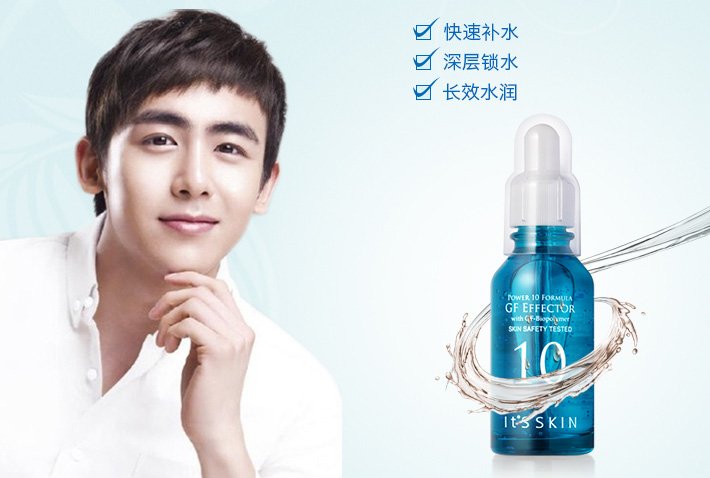 快速补水
深层锁水
长效水润
POWER 10 FORMULA
GF EFFECTOR
with GF-Biopolymer
SKIN SAFETY TESTED
10
It'S SKIN